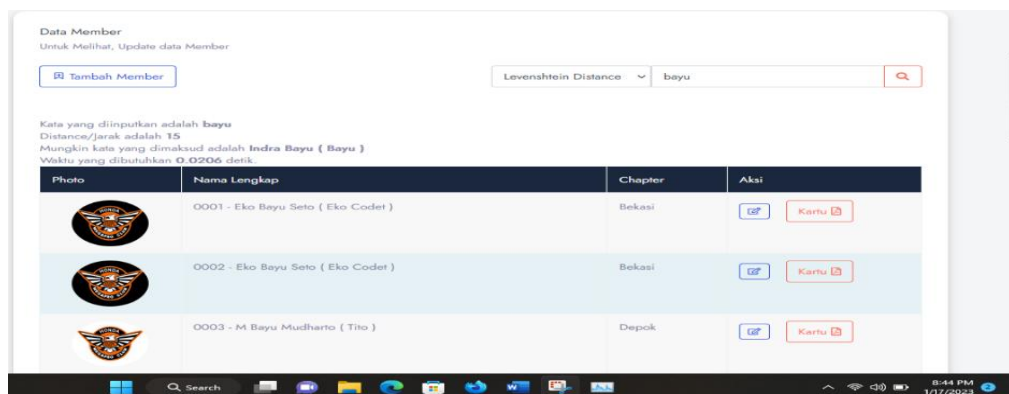 Data Member
Untuk Melihat, Update data Member
Tambah Member
Levenshtein Distance
bayu
Kata yang diinputkan adalah bayu
Distance/Jarak adalah 15
Mungkin kata yang dimaksud adalah Indra Bayu ( Bayu )
Waktu yang dibutuhkan 0.0206 detik.
Photo Nama Lengkap Chapter Aksi
HONDA
0001 - Eko Bayu Seto ( Eko Codet ) Bekasi Kartu
HONDA
0002 - Eko Bayu Seto ( Eko Codet ) Bekasi Kartu
HONDA
0003 - M Bayu Mudharto ( Tito ) Depok Kartu
Search
8:44 PM
1/17/2023